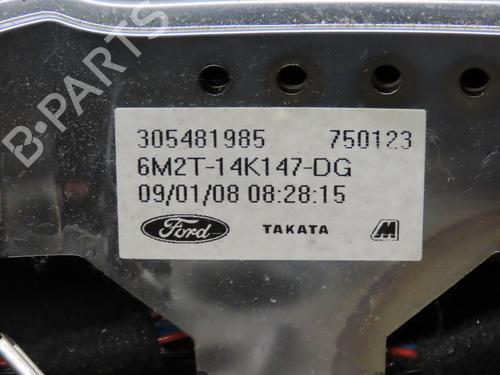 B-PARTS
305481985 750123
6M2T-14K147-DG
09/01/08 08:28:15
Ford TAKATA M